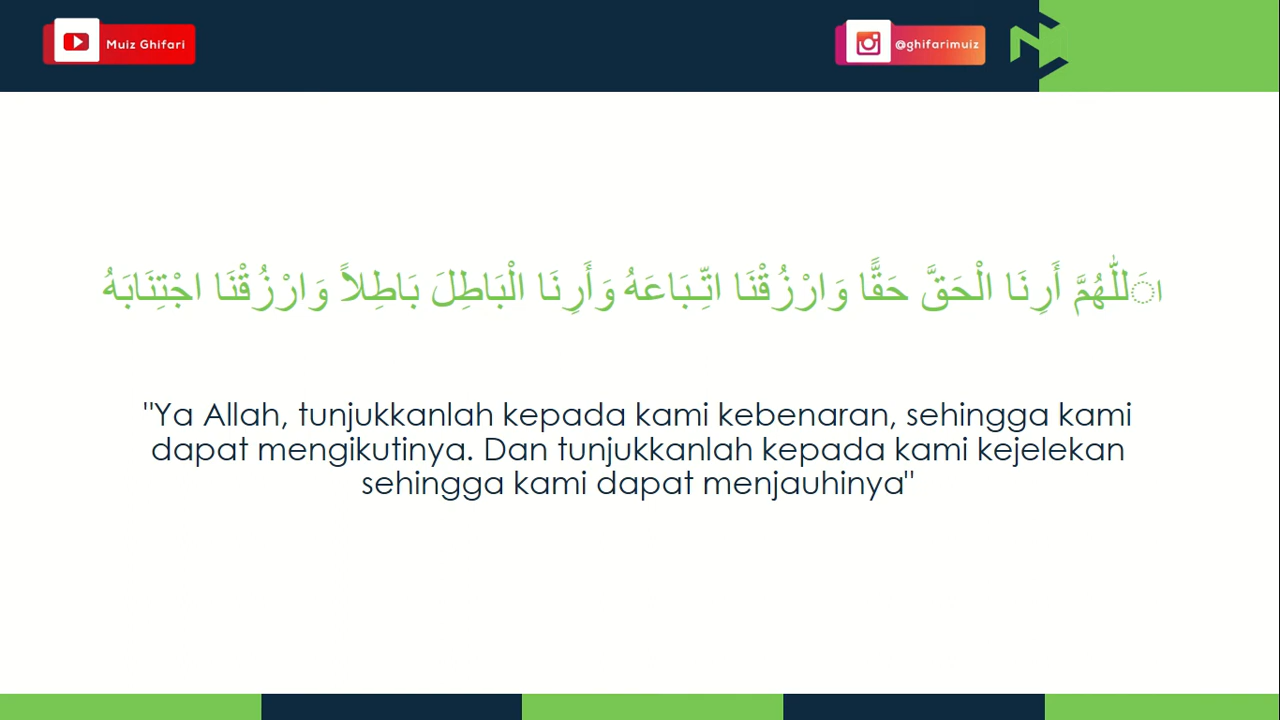 Muiz Ghifari
@ghifarimuiz
اَللّٰهُمَّ أَرِنَا الْحَقَّ حَقًّا وَارْزُقْنَا اتِّـبَاعَهُ وَأَرِنَا الْبَاطِلَ بَاطِلاً وَارْزُقْنَا اجْتِنَابَهُ
"Ya Allah, tunjukkanlah kepada kami kebenaran, sehingga kami
dapat mengikutinya. Dan tunjukkanlah kepada kami kejelekan
sehingga kami dapat menjauhinya"